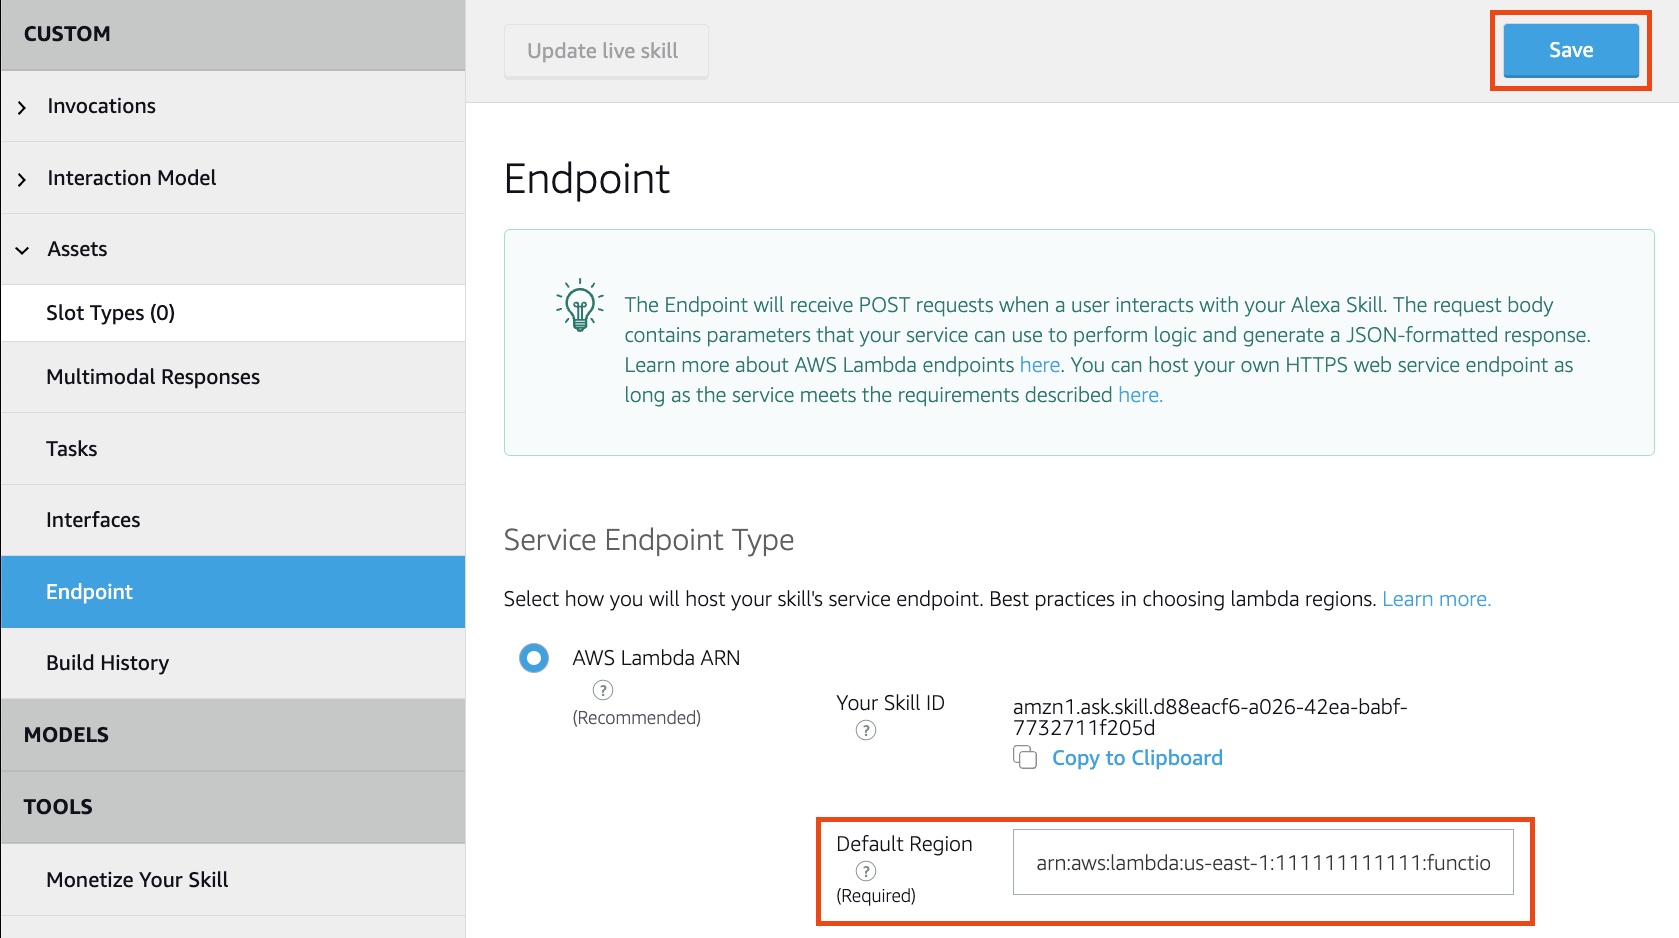 CUSTOM
Invocations
Interaction Model
Assets
Slot Types (0)
Multimodal Responses
Tasks
Interfaces
Endpoint
Build History
MODELS
TOOLS
Monetize Your Skill
Update live skill
Save
Endpoint
The Endpoint will receive POST requests when a user interacts with your Alexa Skill. The request body
contains parameters that your service can use to perform logic and generate a JSON-formatted response.
Learn more about AWS Lambda endpoints here. You can host your own HTTPS web service endpoint as
long as the service meets the requirements described here.
Service Endpoint Type
Select how you will host your skill's service endpoint. Best practices in choosing lambda regions. Learn more.
AWS Lambda ARN
?
(Recommended)
Your Skill ID
?
amzn1.ask.skill.d88eacf6-a026-42ea-babf-
7732711f205d
Copy to Clipboard
Default Region
?
(Required)
arn:aws:lambda:us-east-1:111111111111:functio